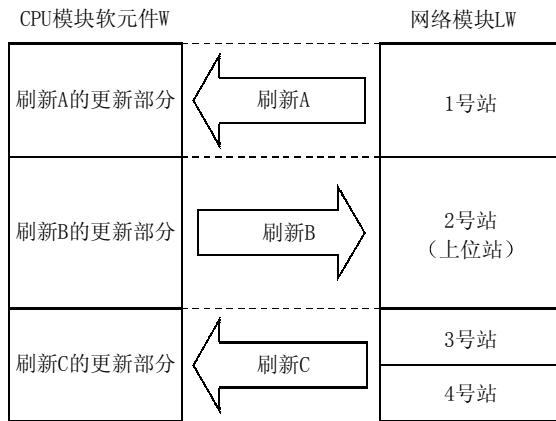 CPU模块软元件W
网络模块LW
刷新A的更新部分
刷新A
1号站
刷新B的更新部分
刷新B
2号站
（上位站）
刷新C的更新部分
刷新C
3号站
4号站